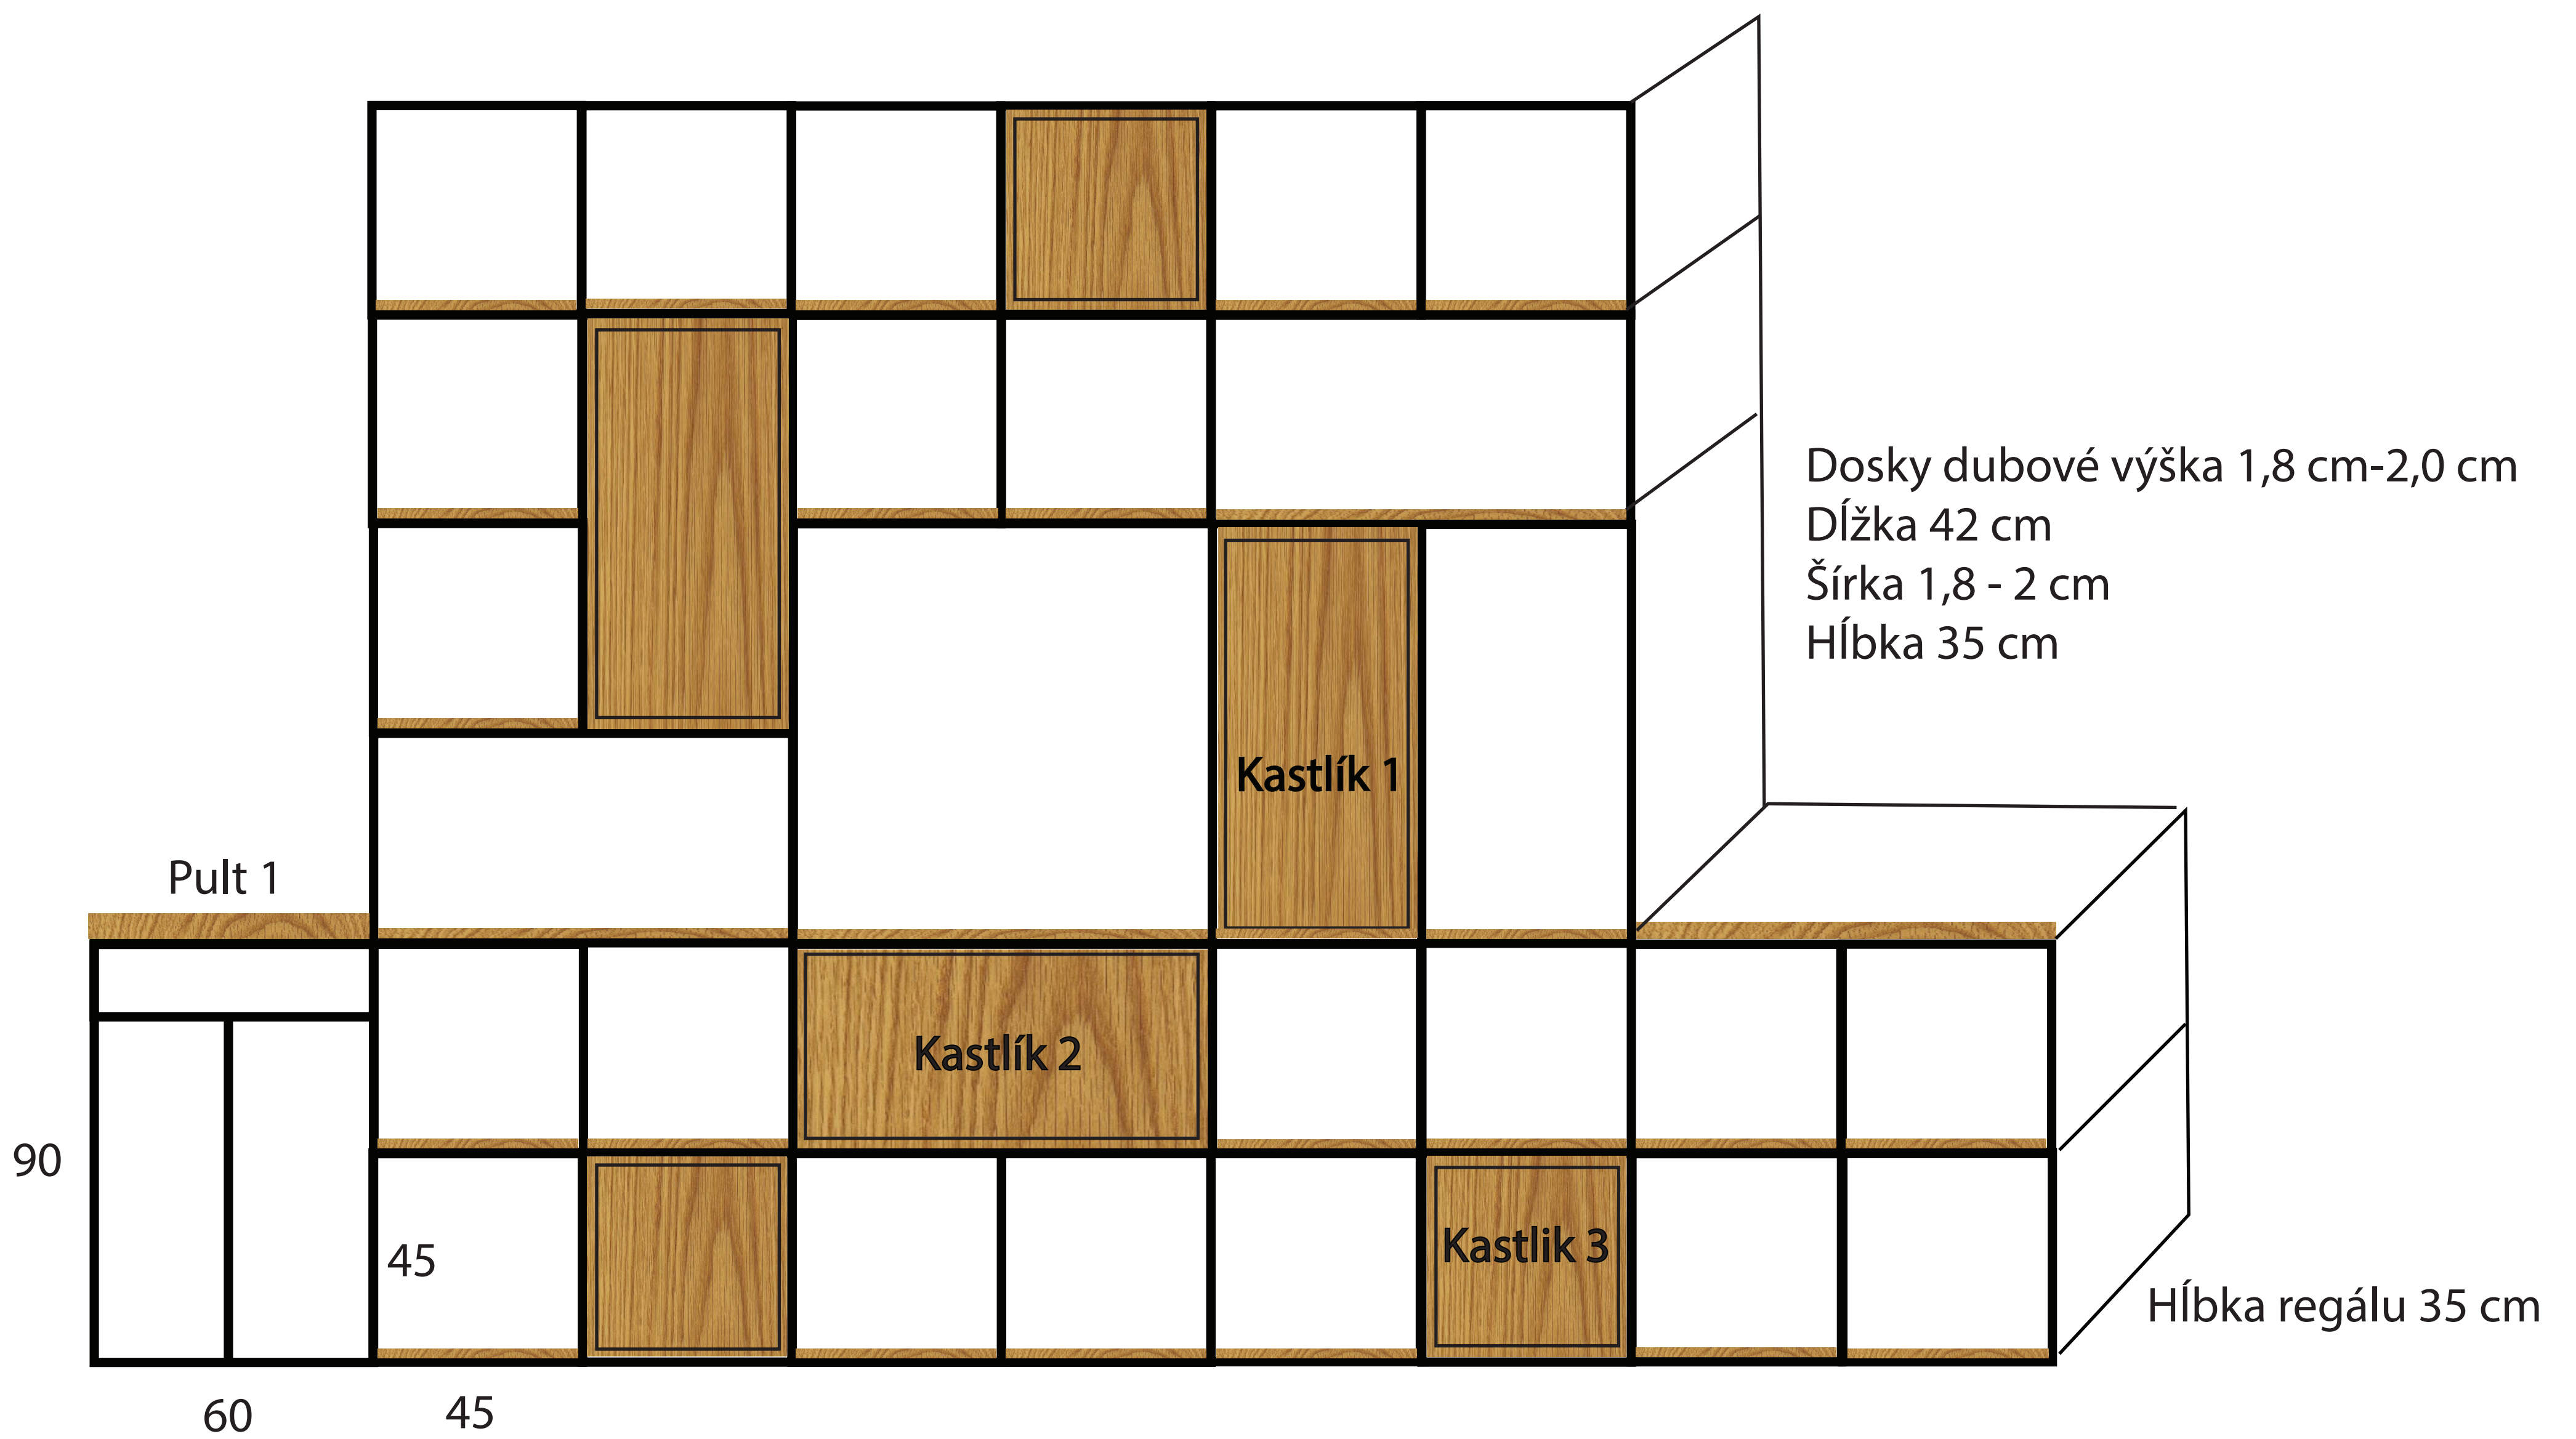 Dosky dubové výška 1,8 cm-2,0 cm
Dĺžka 42 cm
Šírka 1,8 - 2 cm
Hĺbka 35 cm
Kastlík 1
Pult 1
Kastlík 2
90
45
Kastlik 3
Hĺbka regálu 35 cm
60
45